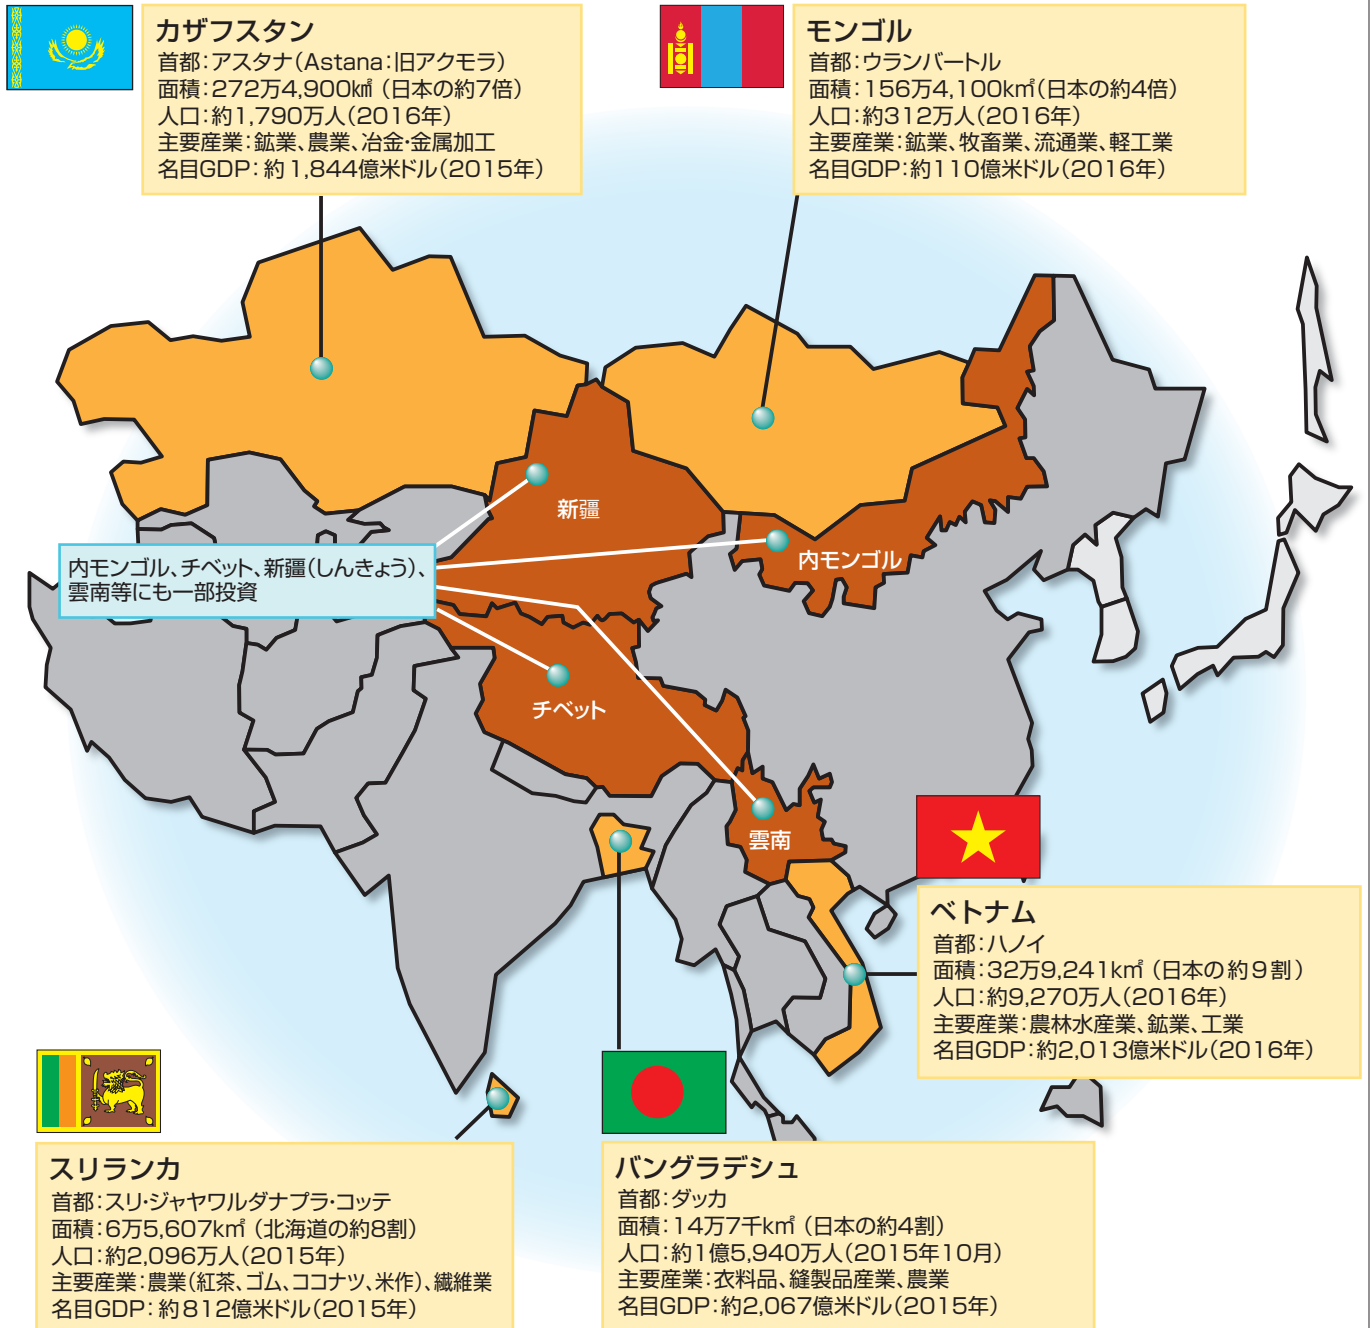 カザフスタン
首都：アスタナ（Astana：旧アクモラ）
面積：272万4,900㎢（日本の約7倍）
人口：約1,790万人（2016年）
主要産業：鉱業、農業、冶金・金属加工
名目GDP：約1,844億米ドル（2015年）
モンゴル
首都：ウランバートル
面積：156万4,100k㎡（日本の約4倍）
人口：約312万人（2016年）
主要産業：鉱業、牧畜業、流通業、軽工業
名目GDP：約110億米ドル（2016年）
新疆
内モンゴル
内モンゴル、チベット、新疆（しんきょう）、
雲南等にも一部投資
チベット
雲南
ベトナム
首都：ハノイ
面積：32万9,241k㎡（日本の約9割）
人口：約9,270万人（2016年）
主要産業：農林水産業、鉱業、工業
名目GDP：約2,013億米ドル（2016年）
スリランカ
首都：スリ・ジャヤワルダナプラ・コッテ
面積：6万5,607k㎡（北海道の約8割）
人口：約2,096万人（2015年）
主要産業：農業（紅茶、ゴム、ココナツ、米作）、繊維業
名目GDP：約812億米ドル（2015年）
バングラデシュ
首都：ダッカ
面積：14万7千k㎡（日本の約4割）
人口：約1億5,940万人（2015年10月）
主要産業：衣料品、縫製品産業、農業
名目GDP：約2,067億米ドル（2015年）